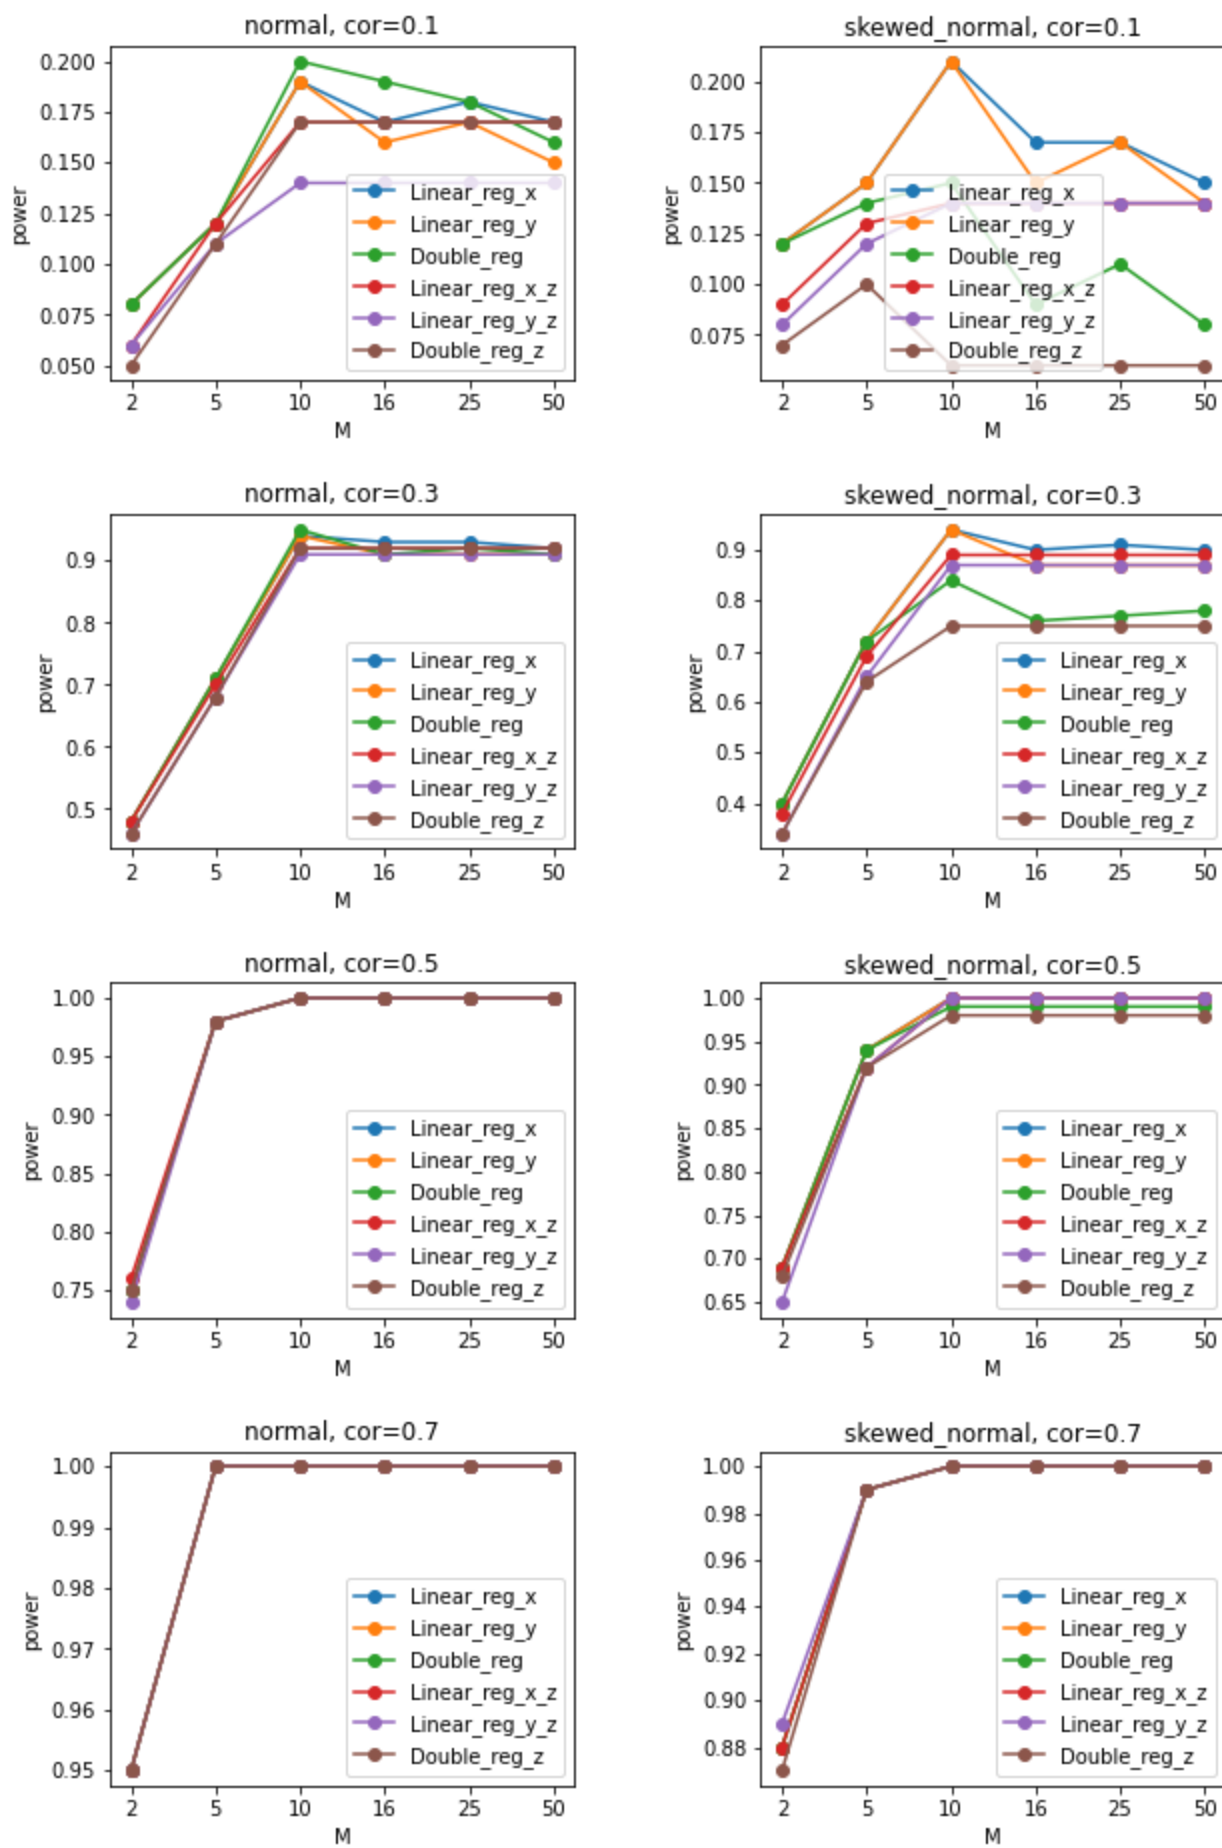 normal, cor=0.1
0.200
0.175
0.150
0.125
0.100
0.075
0.050
power
Linear_reg_x
Linear_reg_y
Double_reg
Linear_reg_x_z
Linear_reg_y_z
Double_reg_z
2 5 10 16 25 50
M
skewed_normal, cor=0.1
0.200
0.175
0.150
0.125
0.100
0.075
power
Linear_reg_x
Linear_reg_y
Double_reg
Linear_reg_x_z
Linear_reg_y_z
Double_reg_z
2 5 10 16 25 50
M
normal, cor=0.3
0.9
0.8
0.7
0.6
0.5
power
Linear_reg_x
Linear_reg_y
Double_reg
Linear_reg_x_z
Linear_reg_y_z
Double_reg_z
2 5 10 16 25 50
M
skewed_normal, cor=0.3
0.9
0.8
0.7
0.6
0.5
0.4
power
Linear_reg_x
Linear_reg_y
Double_reg
Linear_reg_x_z
Linear_reg_y_z
Double_reg_z
2 5 10 16 25 50
M
normal, cor=0.5
1.00
0.95
0.90
0.85
0.80
0.75
power
Linear_reg_x
Linear_reg_y
Double_reg
Linear_reg_x_z
Linear_reg_y_z
Double_reg_z
2 5 10 16 25 50
M
skewed_normal, cor=0.5
1.00
0.95
0.90
0.85
0.80
0.75
0.70
0.65
power
Linear_reg_x
Linear_reg_y
Double_reg
Linear_reg_x_z
Linear_reg_y_z
Double_reg_z
2 5 10 16 25 50
M
normal, cor=0.7
1.00
0.99
0.98
0.97
0.96
0.95
power
Linear_reg_x
Linear_reg_y
Double_reg
Linear_reg_x_z
Linear_reg_y_z
Double_reg_z
2 5 10 16 25 50
M
skewed_normal, cor=0.7
1.00
0.98
0.96
0.94
0.92
0.90
0.88
power
Linear_reg_x
Linear_reg_y
Double_reg
Linear_reg_x_z
Linear_reg_y_z
Double_reg_z
2 5 10 16 25 50
M